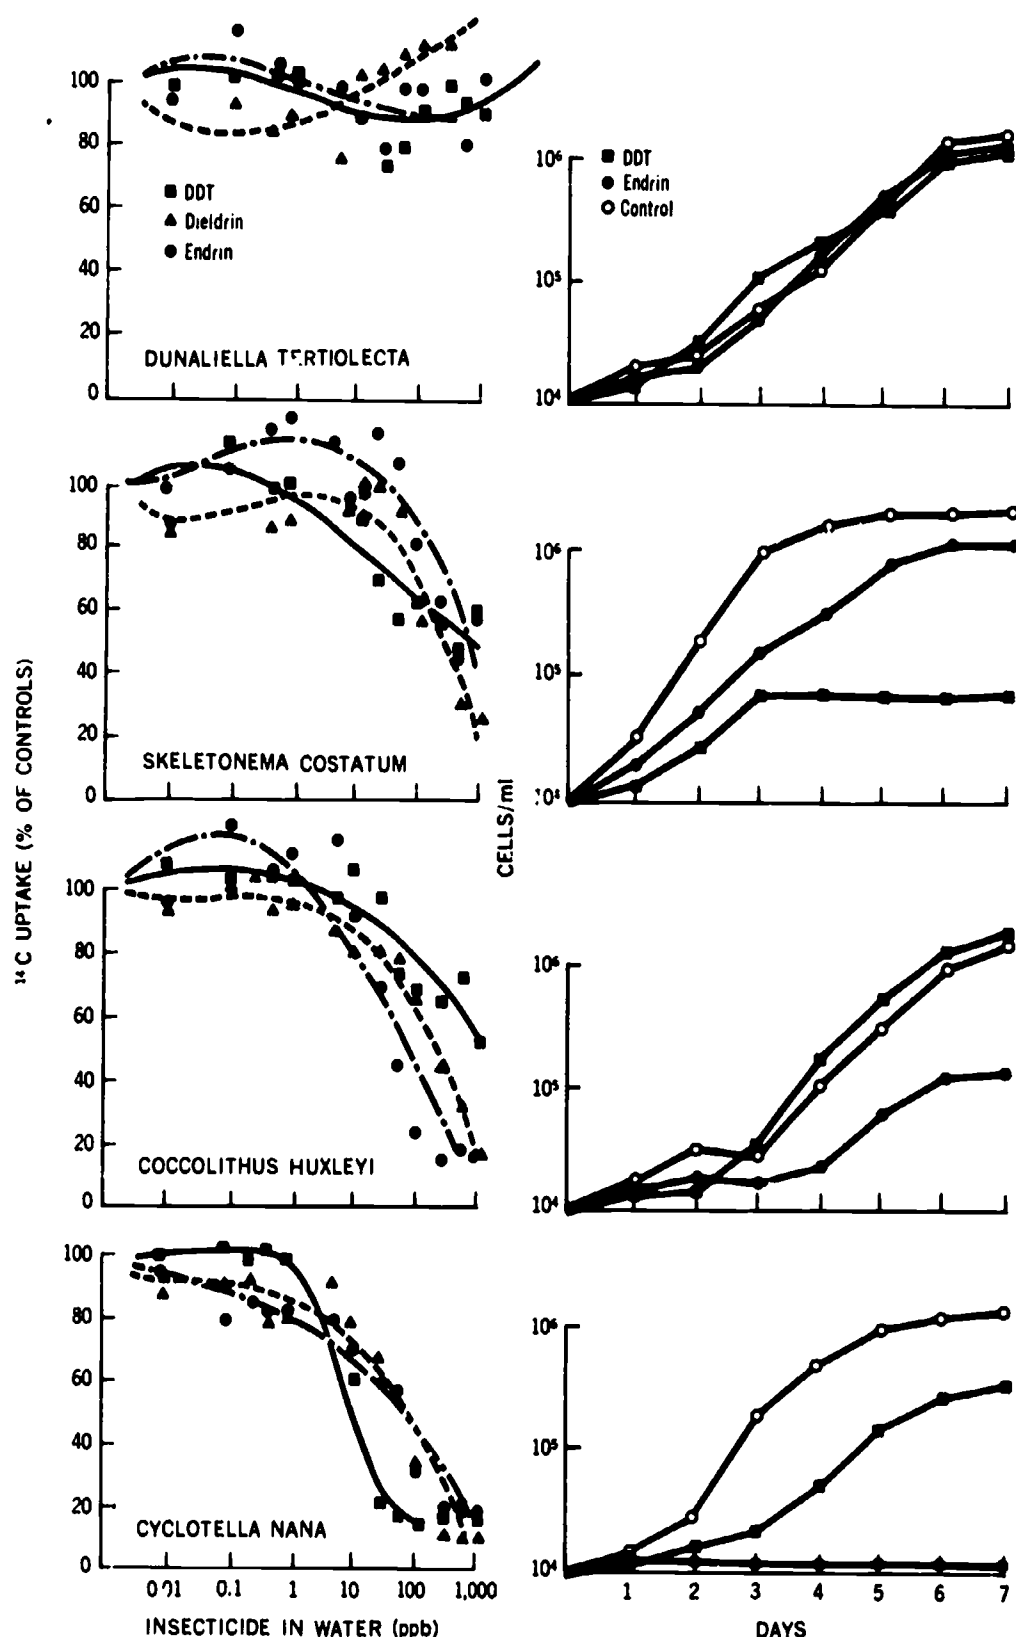 100
80
60
40
20
0
■ DDT
▲ Dieldrin
● Endrin
DUNALIELLA TERTIOLECTA
10⁶
10⁵
10⁴
■ DDT
● Endrin
○ Control
100
80
60
40
20
0
SKELETONEMA COSTATUM
10⁶
10⁵
¹⁴C UPTAKE (% OF CONTROLS)
CELLS/ml
100
80
60
40
20
0
COCCOLITHUS HUXLEYI
10⁶
10⁵
10⁴
100
80
60
40
20
0
CYCLOTELLA NANA
0.1 1 10 100 1,000
INSECTICIDE IN WATER (ppb)
10⁶
10⁵
10⁴
1 2 3 4 5 6 7
DAYS